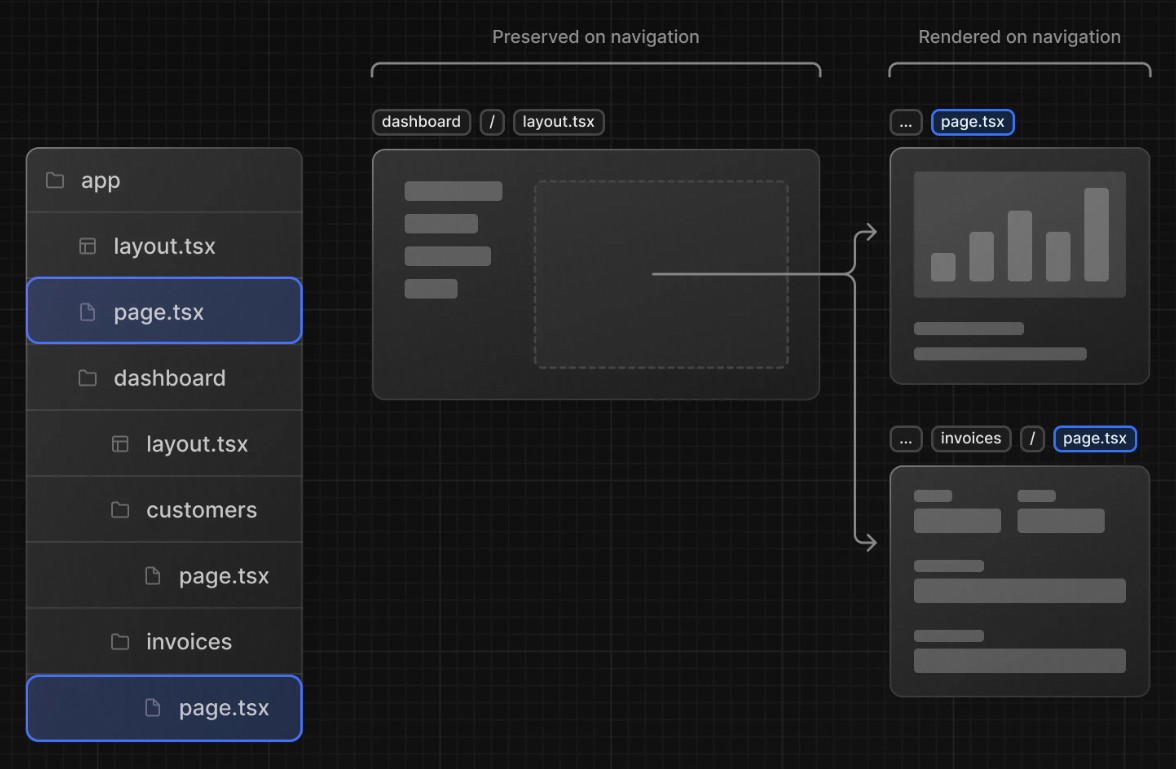 Preserved on navigation
Rendered on navigation
dashboard / layout.tsx
... page.tsx
app
layout.tsx
page.tsx
dashboard
layout.tsx
customers
page.tsx
invoices
page.tsx
... invoices / page.tsx